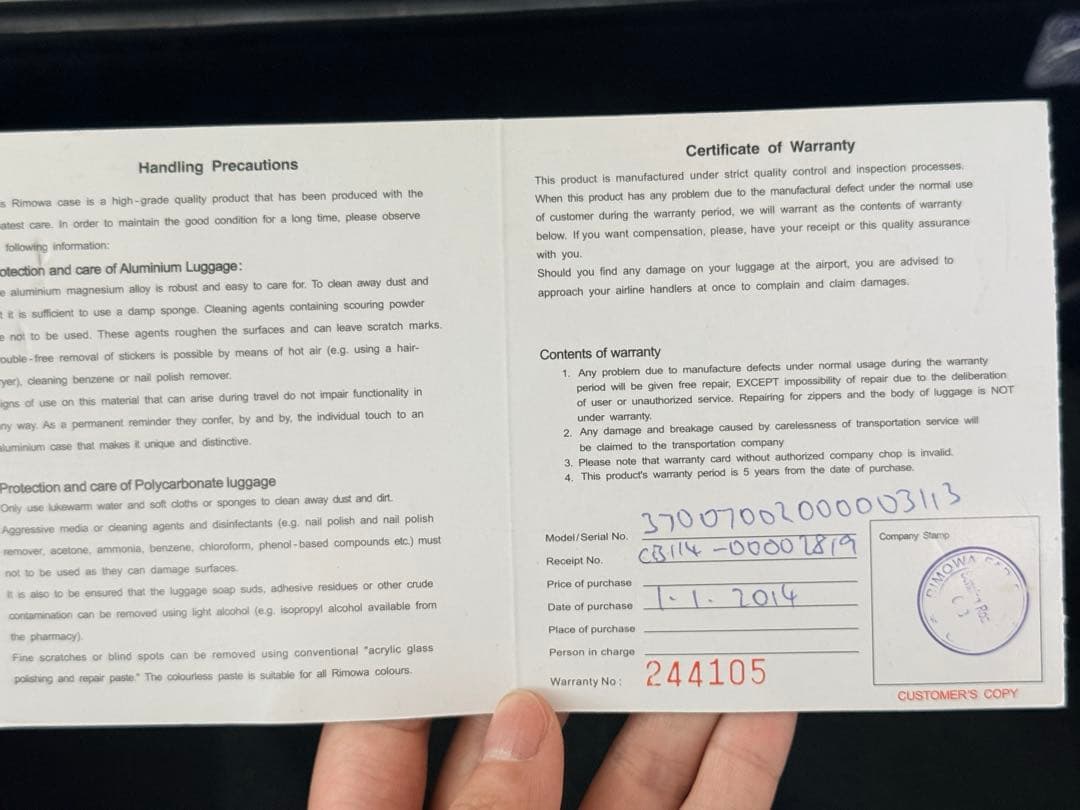 Handling Precautions
s Rimowa case is a high-grade quality product that has been produced with the
atest care. In order to maintain the good condition for a long time, please observe
following information:
otection and care of Aluminium Luggage:
e aluminium magnesium alloy is robust and easy to care for. To clean away dust and
t it is sufficient to use a damp sponge. Cleaning agents containing scouring powder
e not to be used. These agents roughen the surfaces and can leave scratch marks.
ouble-free removal of stickers is possible by means of hot air (e.g. using a hair-
yer), cleaning benzene or nail polish remover.
igns of use on this material that can arise during travel do not impair functionality in
ny way. As a permanent reminder they confer, by and by, the individual touch to an
aluminium case that makes it unique and distinctive.
Protection and care of Polycarbonate luggage
Only use lukewarm water and soft cloths or sponges to clean away dust and dirt.
Aggressive media or cleaning agents and disinfectants (e.g. nail polish and nail polish
remover, acetone, ammonia, benzene, chloroform, phenol-based compounds etc.) must
not to be used as they can damage surfaces.
It is also to be ensured that the luggage soap suds, adhesive residues or other crude
contamination can be removed using light alcohol (e.g. isopropyl alcohol available from
the pharmacy).
Fine scratches or blind spots can be removed using conventional "acrylic glass
polishing and repair paste." The colourless paste is suitable for all Rimowa colours.
Certificate of Warranty
This product is manufactured under strict quality control and inspection processes.
When this product has any problem due to the manufactural defect under the normal use
of customer during the warranty period, we will warrant as the contents of warranty
below. If you want compensation, please, have your receipt or this quality assurance
with you.
Should you find any damage on your luggage at the airport, you are advised to
approach your airline handlers at once to complain and claim damages.
Contents of warranty
1. Any problem due to manufacture defects under normal usage during the warranty
period will be given free repair, EXCEPT impossibility of repair due to the deliberation
of user or unauthorized service. Repairing for zippers and the body of luggage is NOT
under warranty.
2. Any damage and breakage caused by carelessness of transportation service will
be claimed to the transportation company
3. Please note that warranty card without authorized company chop is invalid.
4. This product's warranty period is 5 years from the date of purchase.
Model/Serial No. 37007002000003113
Receipt No. CB114-00002819
Price of purchase
Date of purchase 1.1.2014
Place of purchase
Person in charge
Warranty No: 244105
Company Stamp
RIMOWA
CUSTOMER'S COPY